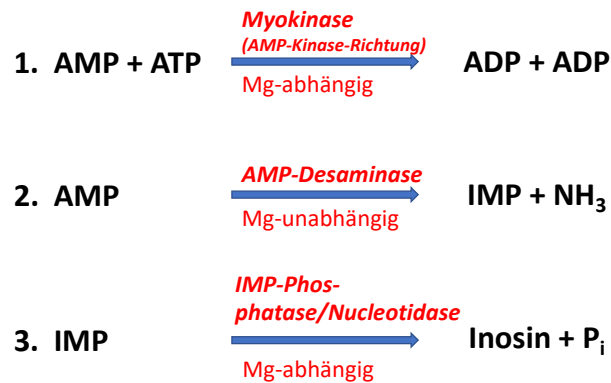 Myokinase
(AMP-Kinase-Richtung)
1. AMP + ATP
ADP + ADP
Mg-abhängig
AMP-Desaminase
2. AMP
IMP + NH₃
Mg-unabhängig
IMP-Phos-
phatase/Nucleotidase
3. IMP
Inosin + Pᵢ
Mg-abhängig